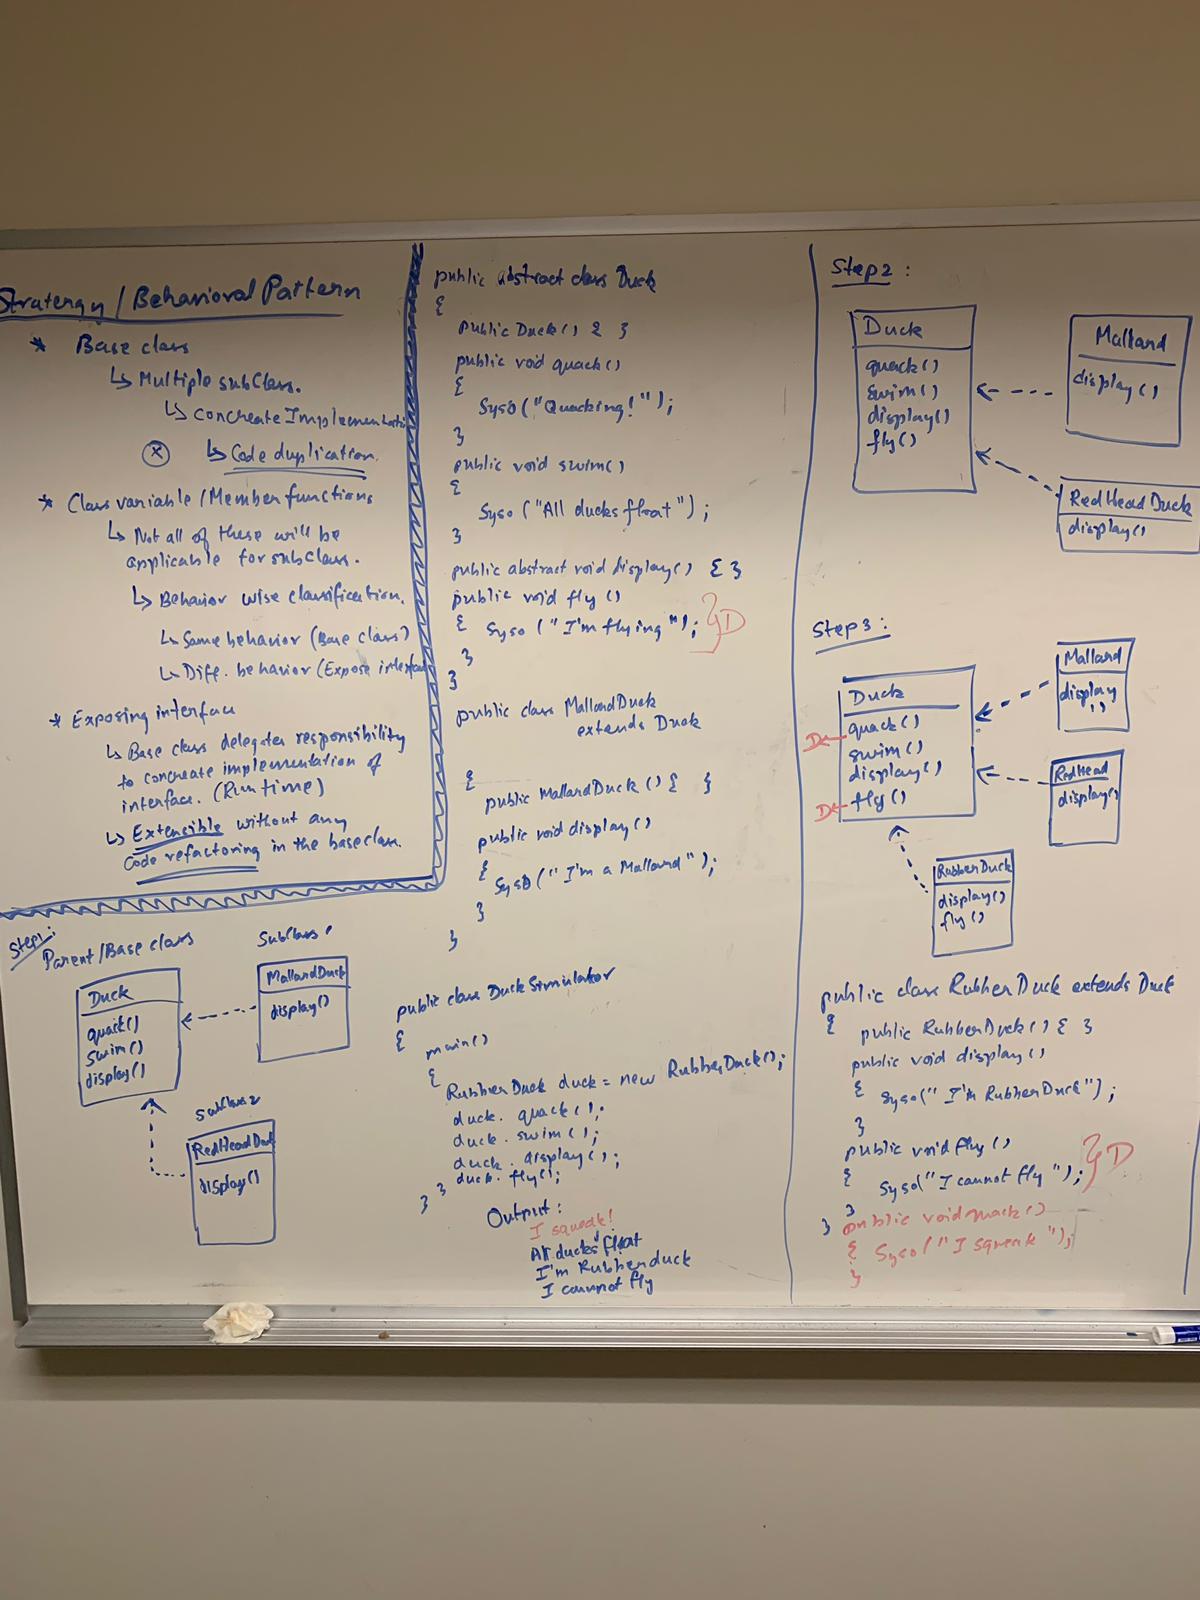 Stratergy / Behavioral Pattern
* Base class
↳ Multiple subClass.
↳ Concreate Implementati
ⓧ ↳ Code duplication.
* Class variable / Member functions
↳ Not all of these will be
applicable for subClass.
↳ Behavior wise classification.
↳ Same behavior (Base class)
↳ Diff. behavior (Expose interfac
* Exposing interface
↳ Base class delegates responsibility
to concreate implementation of
interface. (Run time)
↳ Extensible without any
Code refactoring in the baseclass.
Step1:
Parent/Base class
Duck
quack()
swim()
display()
SubClass 1
MallardDuck
display()
SubClass 2
RedHeadDuck
display()
public abstract class Duck
{
public Duck() { }
public void quack()
{
Syso ("Quacking!");
}
public void swim()
{
Syso ("All ducks float");
}
public abstract void display() { }
public void fly ()
{ Syso ("I'm flying"); } D
}
}
public class MallardDuck
extends Duck
{
public MallardDuck () { }
public void display()
{ Syso (" I'm a Mallard");
}
}
public class Duck Simulator
{
main()
{
RubberDuck duck = new RubberDuck();
duck. quack();
duck. swim ();
duck. display();
duck. fly();
} }
Output:
I squeak!
All ducks float
I'm Rubberduck
I cannot fly
Step2:
Duck
quack()
swim()
display()
fly()
Mallard
display()
RedHeadDuck
display()
Step3:
Duck
D quack()
swim()
display()
D fly()
Mallard
display
()
RedHead
display()
RubberDuck
display()
fly()
public class RubberDuck extends Duck
{ public RubberDuck () { }
public void display()
{ Syso(" I'm RubberDuck");
}
public void fly()
{ Syso("I cannot fly"); } D
}
} public void quack()
{ Syso("I squeak");
}